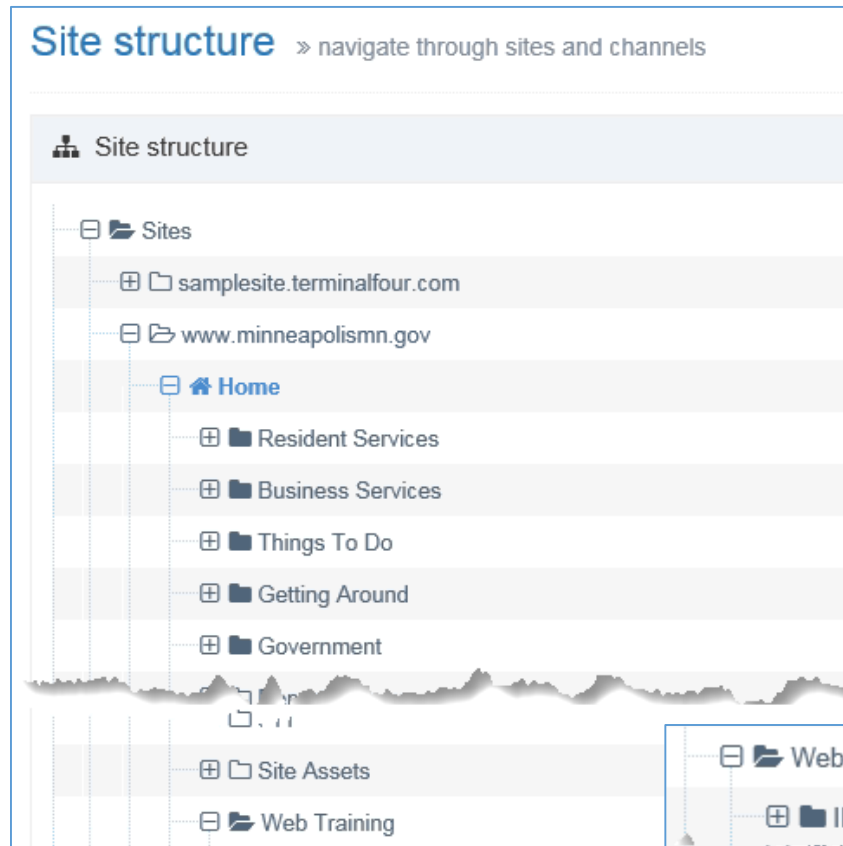 Site structure » navigate through sites and channels
Site structure
Sites
samplesite.terminalfour.com
www.minneapolismn.gov
Home
Resident Services
Business Services
Things To Do
Getting Around
Government
Site Assets
Web Training
Web